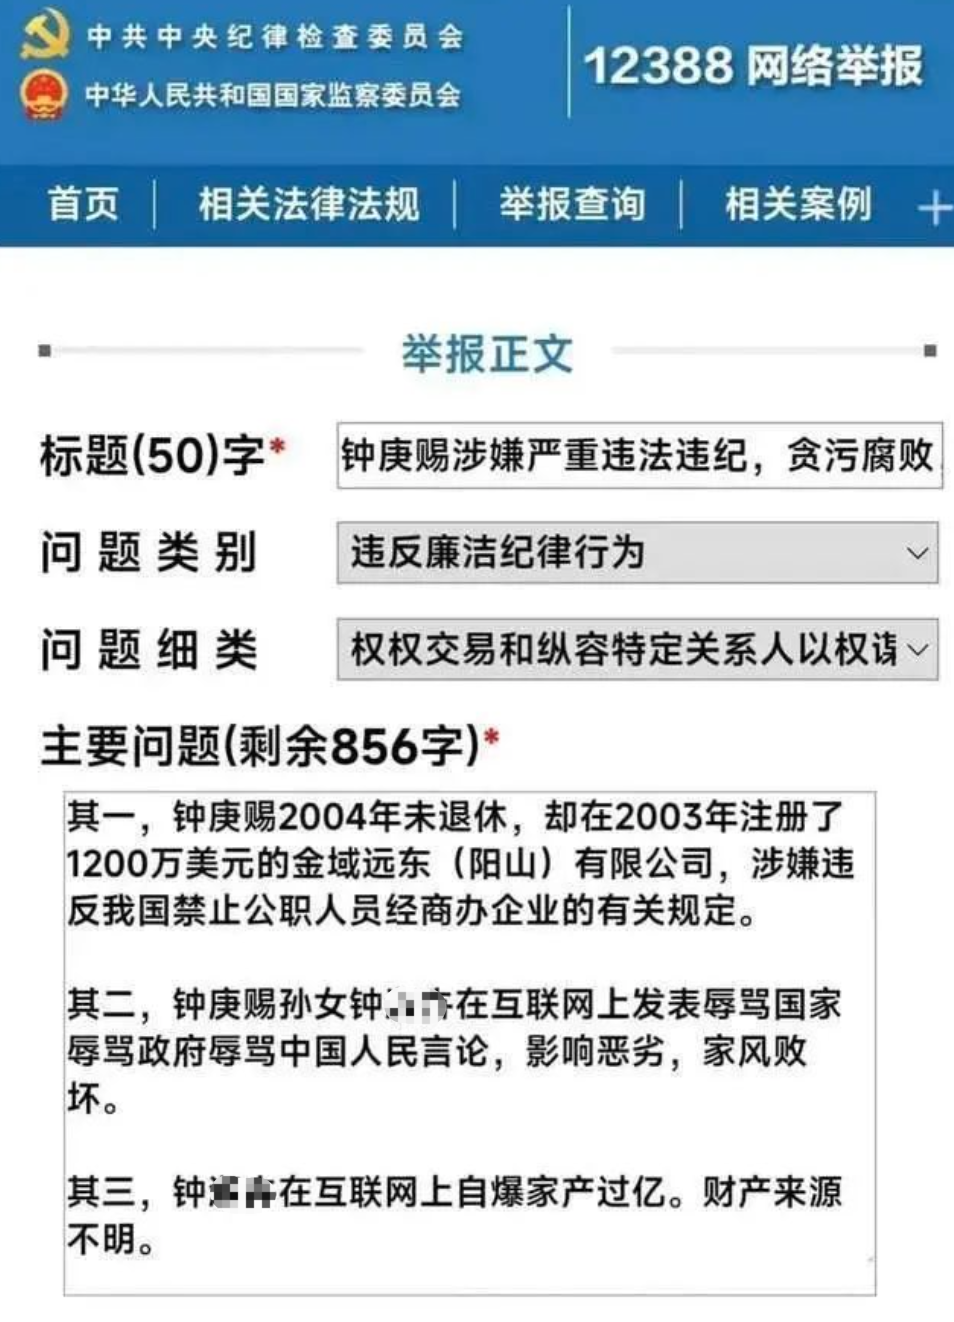 中共中央纪律检查委员会
中华人民共和国国家监察委员会
12388 网络举报
首页
相关法律法规
举报查询
相关案例
举报正文
标题(50)字*
钟庚赐涉嫌严重违法违纪，贪污腐败
问题类别
违反廉洁纪律行为
问题细类
权权交易和纵容特定关系人以权谋
主要问题(剩余856字)*
其一，钟庚赐2004年未退休，却在2003年注册了
1200万美元的金域远东（阳山）有限公司，涉嫌违
反我国禁止公职人员经商办企业的有关规定。
其二，钟庚赐孙女钟在互联网上发表辱骂国家
辱骂政府辱骂中国人民言论，影响恶劣，家风败
坏。
其三，钟在互联网上自爆家产过亿。财产来源
不明。